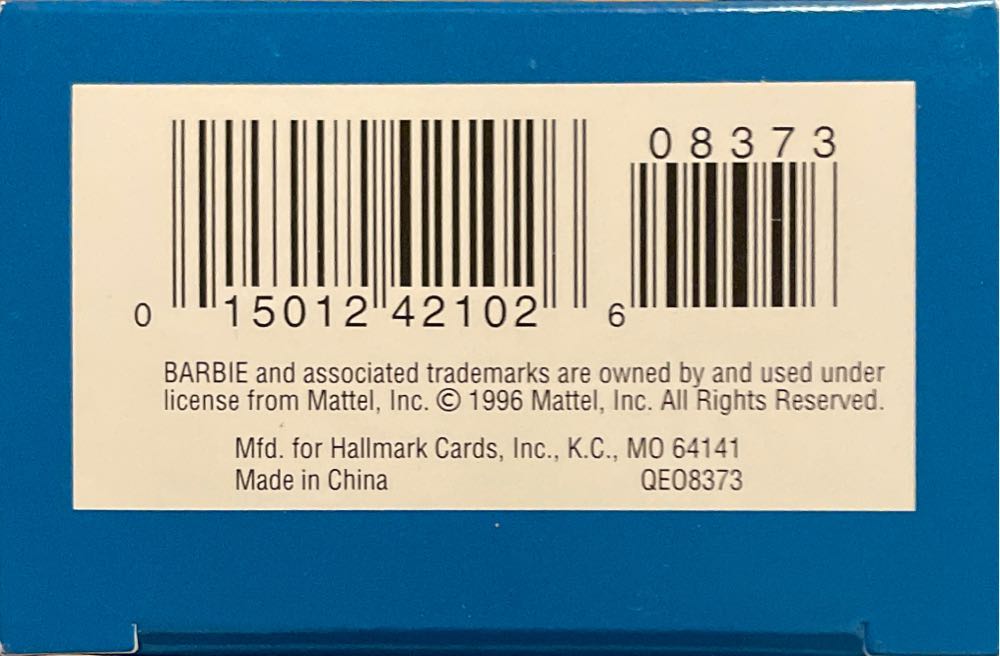 08373
0 15012 42102 6
BARBIE and associated trademarks are owned by and used under
license from Mattel, Inc. © 1996 Mattel, Inc. All Rights Reserved.
Mfd. for Hallmark Cards, Inc., K.C., MO 64141
Made in China QEO8373